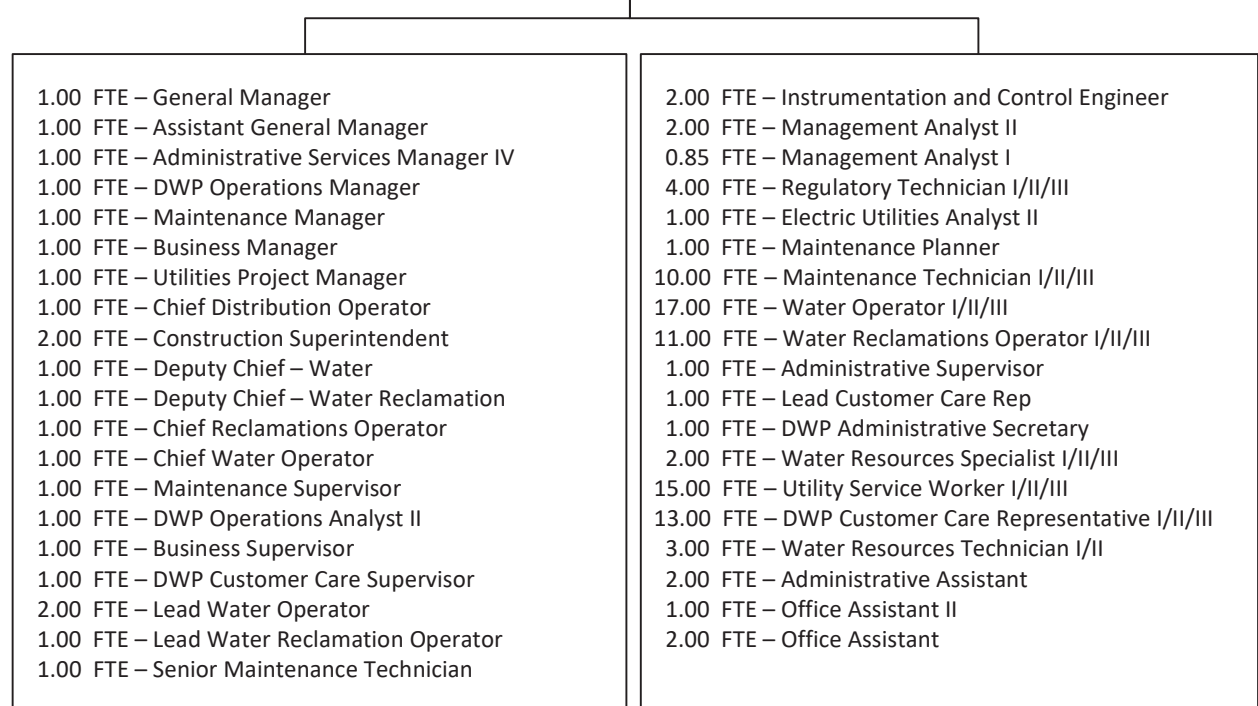 1.00 FTE – General Manager
1.00 FTE – Assistant General Manager
1.00 FTE – Administrative Services Manager IV
1.00 FTE – DWP Operations Manager
1.00 FTE – Maintenance Manager
1.00 FTE – Business Manager
1.00 FTE – Utilities Project Manager
1.00 FTE – Chief Distribution Operator
2.00 FTE – Construction Superintendent
1.00 FTE – Deputy Chief – Water
1.00 FTE – Deputy Chief – Water Reclamation
1.00 FTE – Chief Reclamations Operator
1.00 FTE – Chief Water Operator
1.00 FTE – Maintenance Supervisor
1.00 FTE – DWP Operations Analyst II
1.00 FTE – Business Supervisor
1.00 FTE – DWP Customer Care Supervisor
2.00 FTE – Lead Water Operator
1.00 FTE – Lead Water Reclamation Operator
1.00 FTE – Senior Maintenance Technician
2.00 FTE – Instrumentation and Control Engineer
2.00 FTE – Management Analyst II
0.85 FTE – Management Analyst I
4.00 FTE – Regulatory Technician I/II/III
1.00 FTE – Electric Utilities Analyst II
1.00 FTE – Maintenance Planner
10.00 FTE – Maintenance Technician I/II/III
17.00 FTE – Water Operator I/II/III
11.00 FTE – Water Reclamations Operator I/II/III
1.00 FTE – Administrative Supervisor
1.00 FTE – Lead Customer Care Rep
1.00 FTE – DWP Administrative Secretary
2.00 FTE – Water Resources Specialist I/II/III
15.00 FTE – Utility Service Worker I/II/III
13.00 FTE – DWP Customer Care Representative I/II/III
3.00 FTE – Water Resources Technician I/II
2.00 FTE – Administrative Assistant
1.00 FTE – Office Assistant II
2.00 FTE – Office Assistant